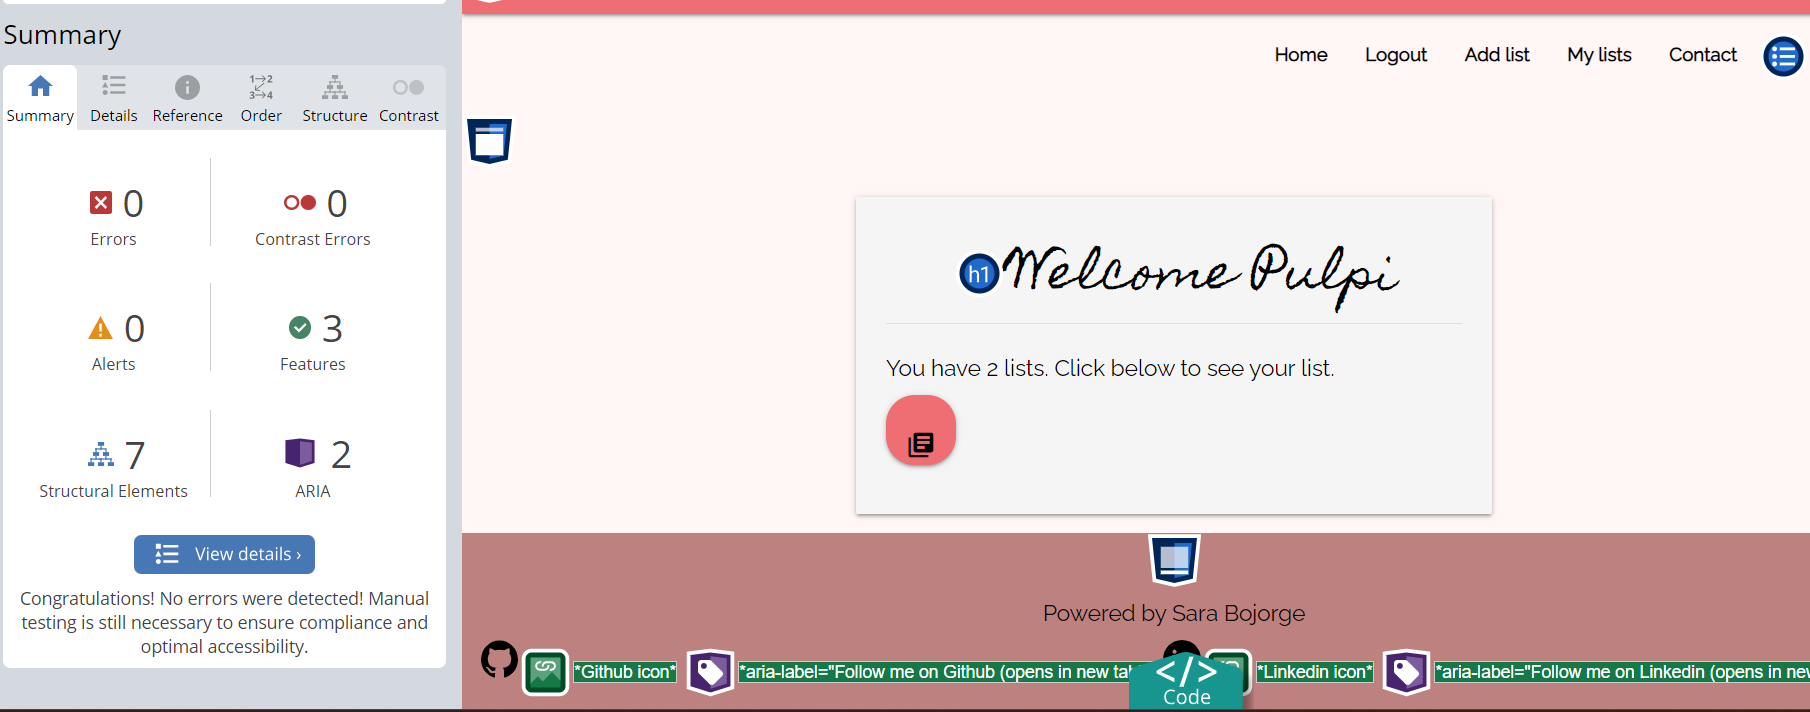 Summary
Summary Details Reference Order Structure Contrast
1→2
3→4
0 0
Errors Contrast Errors
0 3
Alerts Features
7 2
Structural Elements ARIA
View details ›
Congratulations! No errors were detected! Manual
testing is still necessary to ensure compliance and
optimal accessibility.
Home Logout Add list My lists Contact
h1 Welcome Pulpi
You have 2 lists. Click below to see your list.
Powered by Sara Bojorge
*Github icon* *aria-label="Follow me on Github (opens in new *Linkedin icon* *aria-label="Follow me on Linkedin (opens in
</> Code